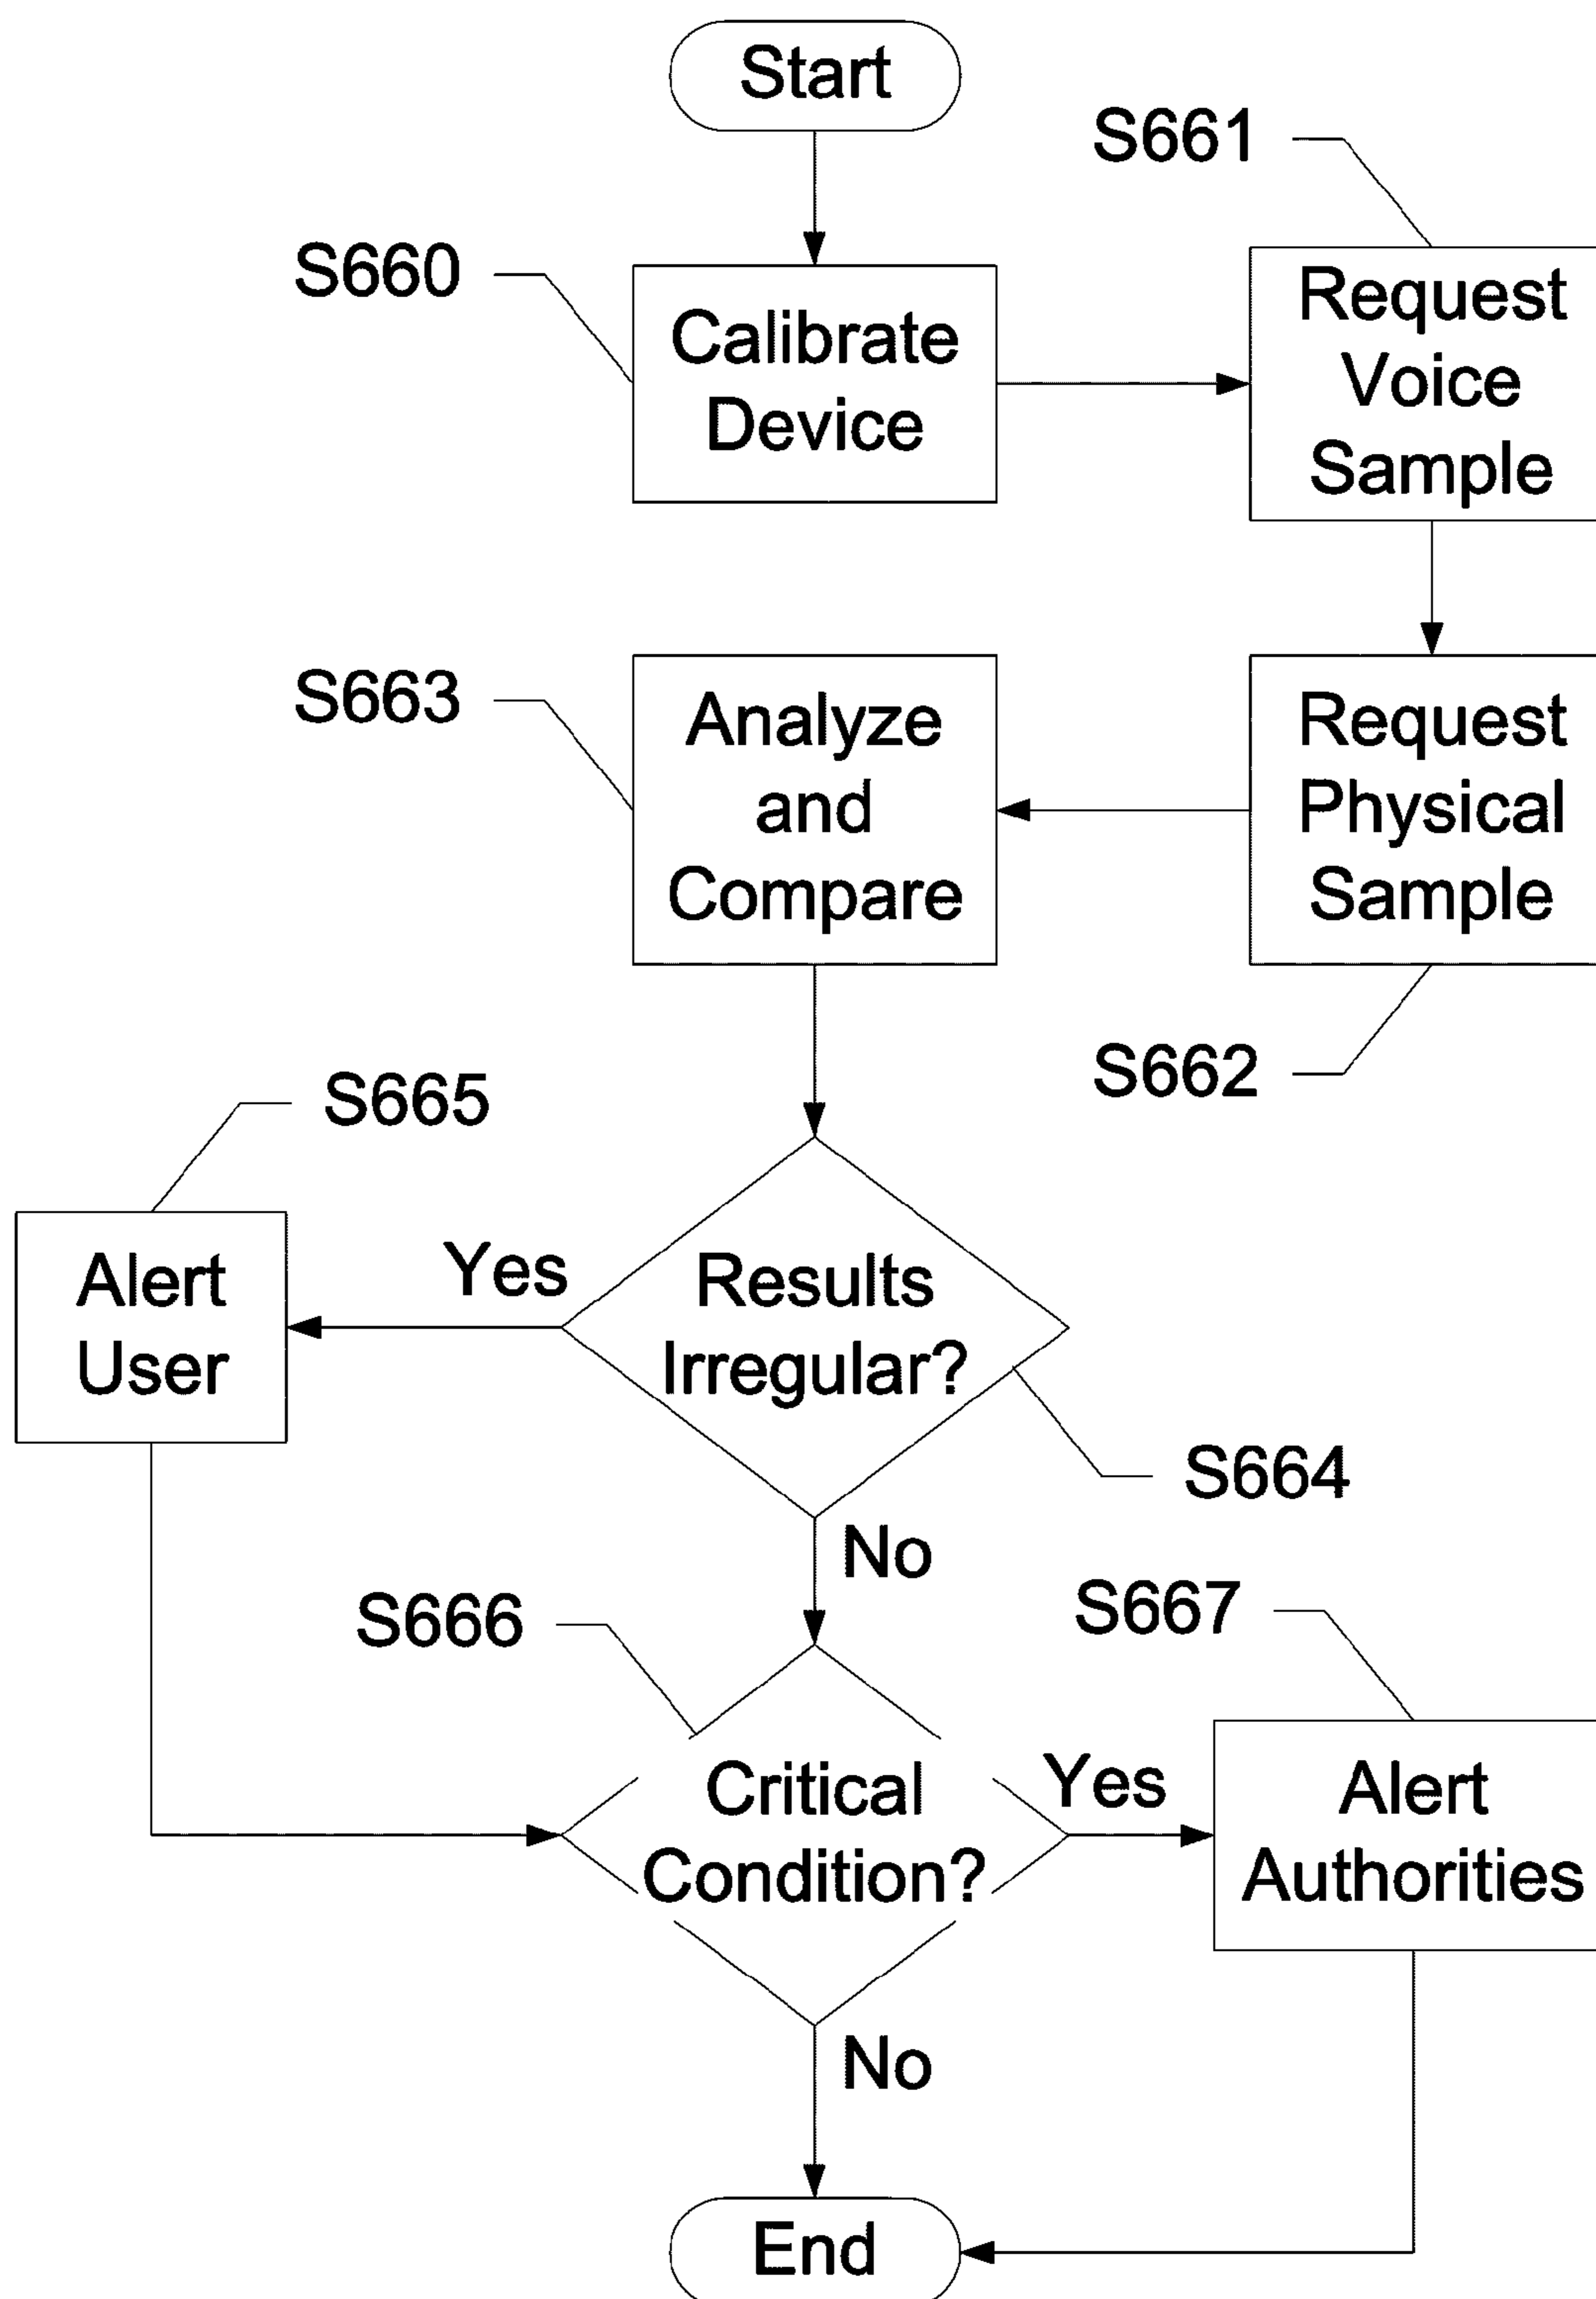 Start
S661
S660
Calibrate
Device
Request
Voice
Sample
S663
Analyze
and
Compare
Request
Physical
Sample
S662
S665
Alert
User
Yes
Results
Irregular?
S664
No
S666
S667
Critical
Condition?
Yes
Alert
Authorities
No
End